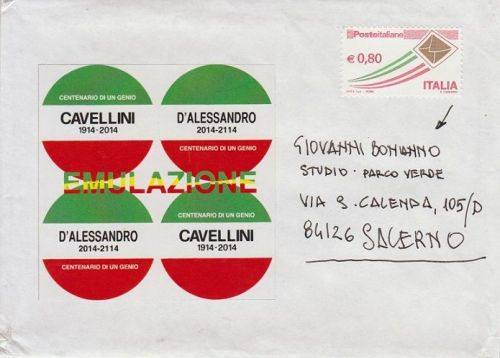 Posteitaliane
€ 0,80
ITALIA
CENTENARIO DI UN GENIO
CAVELLINI
1914-2014
D'ALESSANDRO
2014-2114
CENTENARIO DI UN GENIO
EMULAZIONE
D'ALESSANDRO
2014-2114
CENTENARIO DI UN GENIO
CENTENARIO DI UN GENIO
CAVELLINI
1914-2014
GIOVANNI BONANNO
STUDIO · PARCO VERDE
VIA S. CALENDA, 105/D
84126 SALERNO